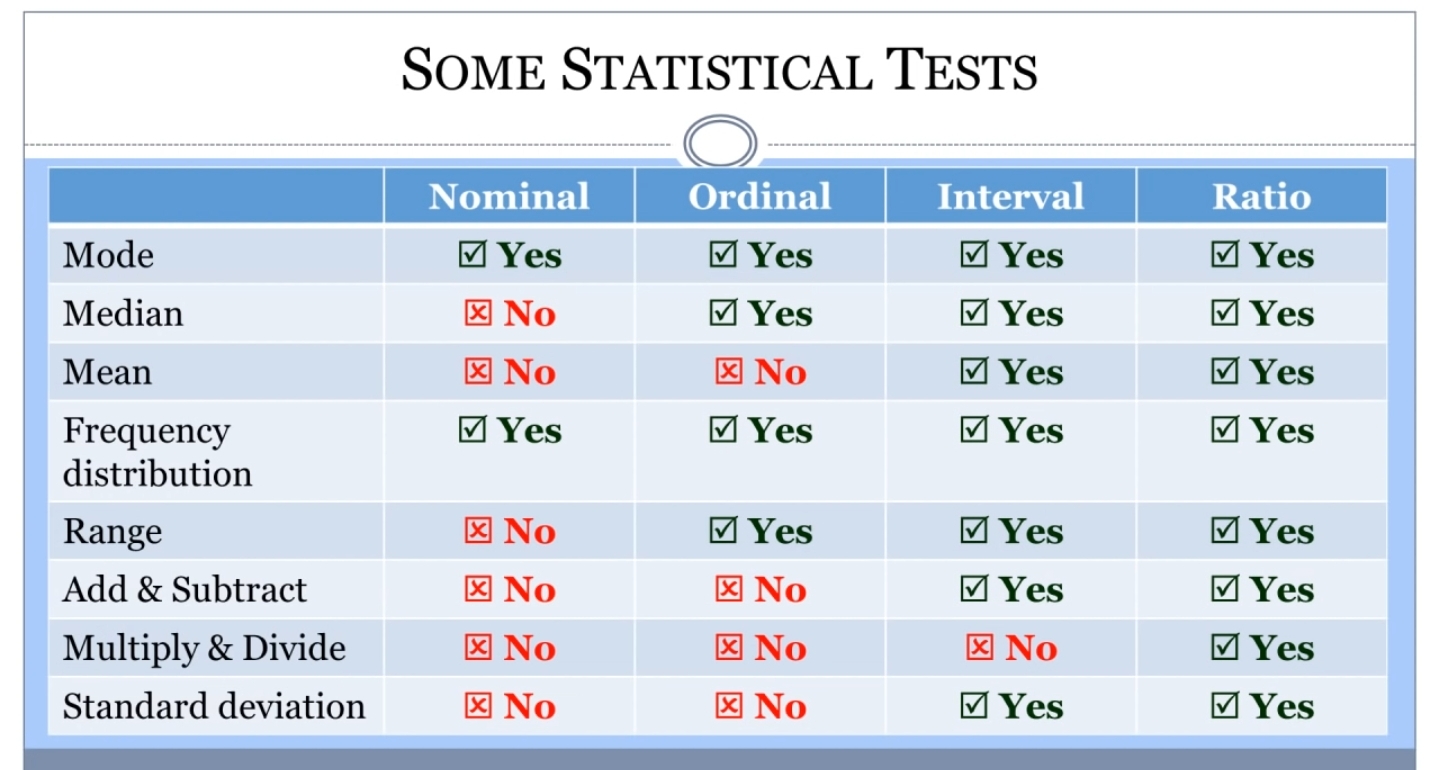 SOME STATISTICAL TESTS
Nominal Ordinal Interval Ratio
Mode ☑ Yes ☑ Yes ☑ Yes ☑ Yes
Median ☒ No ☑ Yes ☑ Yes ☑ Yes
Mean ☒ No ☒ No ☑ Yes ☑ Yes
Frequency ☑ Yes ☑ Yes ☑ Yes ☑ Yes
distribution
Range ☒ No ☑ Yes ☑ Yes ☑ Yes
Add & Subtract ☒ No ☒ No ☑ Yes ☑ Yes
Multiply & Divide ☒ No ☒ No ☒ No ☑ Yes
Standard deviation ☒ No ☒ No ☑ Yes ☑ Yes